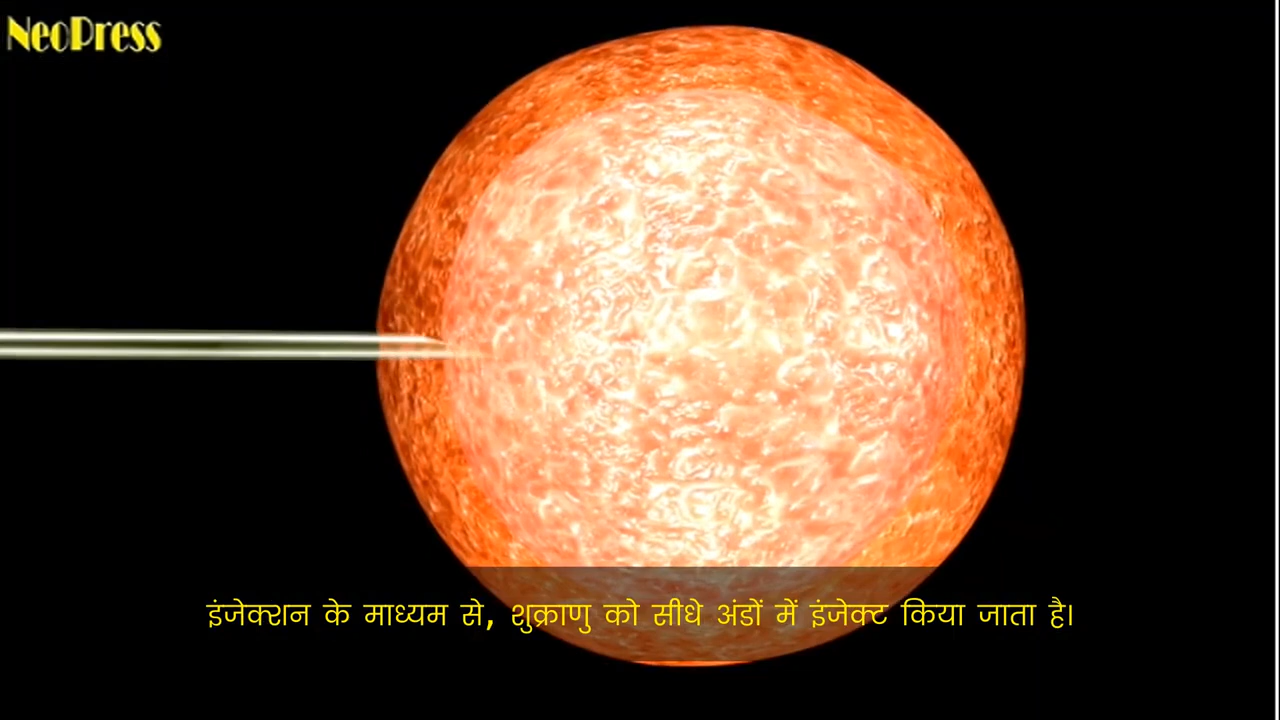 NeoPress
इंजेक्शन के माध्यम से, शुक्राणु को सीधे अंडों में इंजेक्ट किया जाता है।